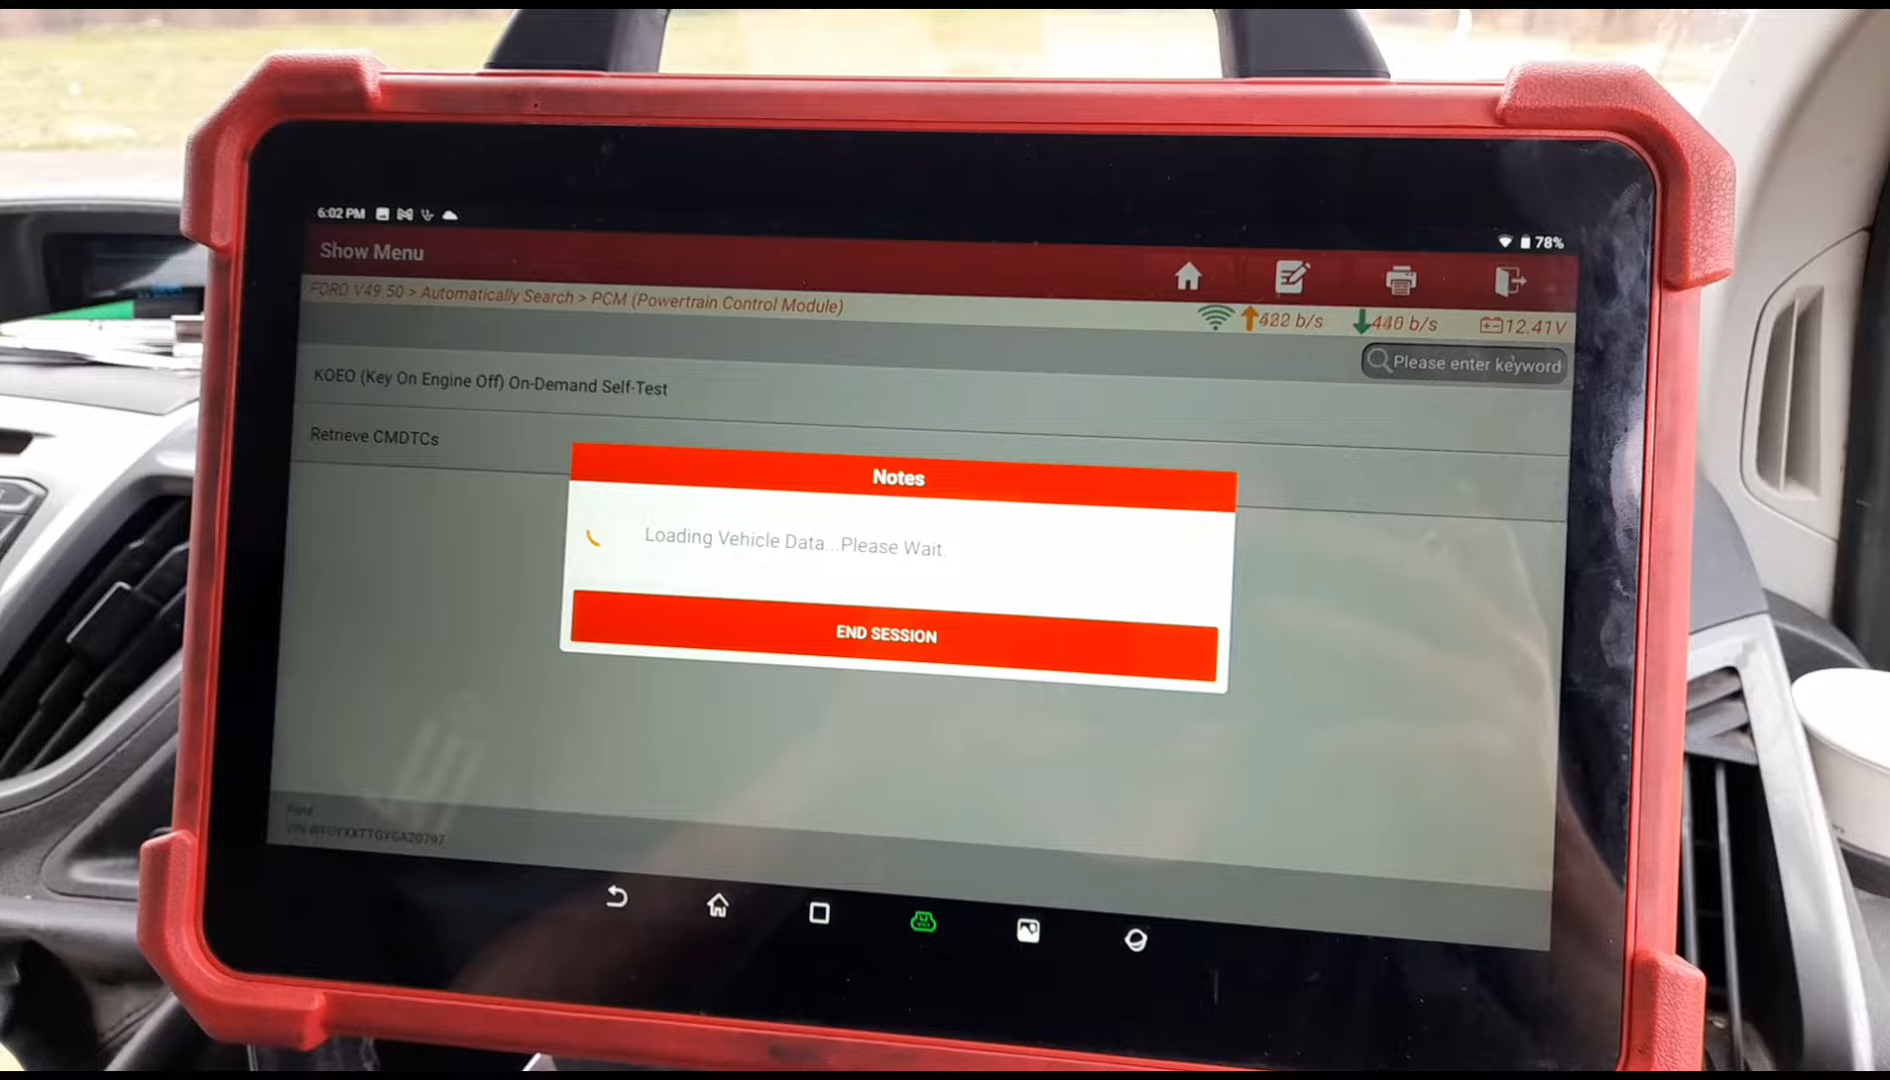 6:02 PM
78%
Show Menu
FORD V49.50 > Automatically Search > PCM (Powertrain Control Module)
b/s
b/s
12.41V
Please enter keyword
KOEO (Key On Engine Off) On-Demand Self-Test
Retrieve CMDTCs
Notes
Loading Vehicle Data...Please Wait.
END SESSION
Ford
VIN